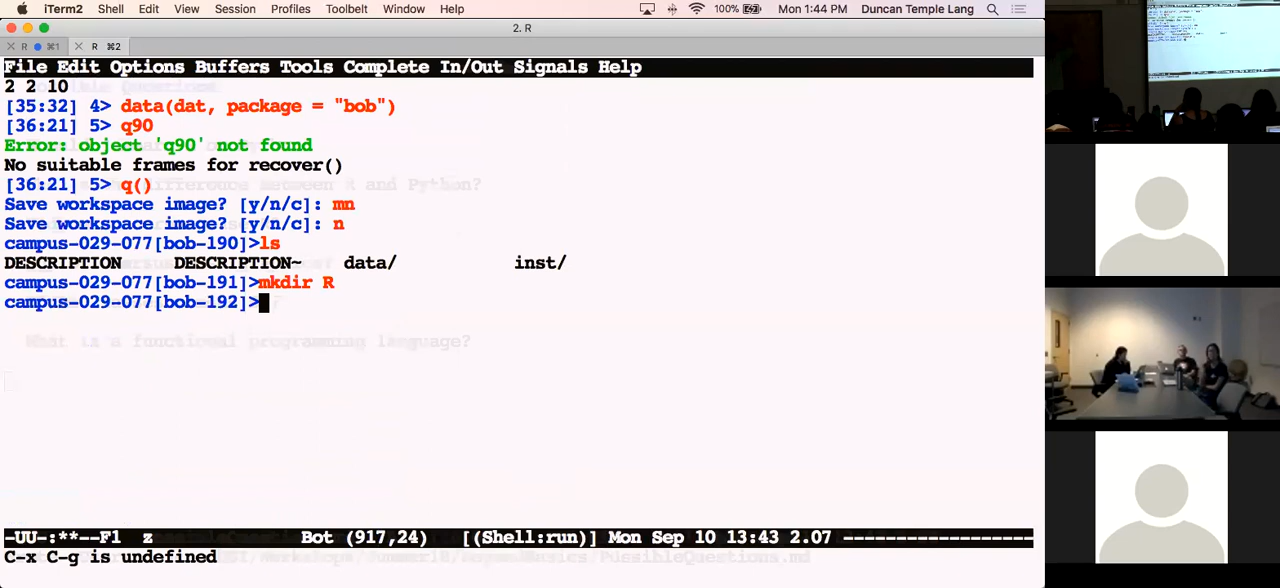 iTerm2 Shell Edit View Session Profiles Toolbelt Window Help 100% Mon 1:44 PM Duncan Temple Lang
2. R
R ⌘1 R ⌘2
File Edit Options Buffers Tools Complete In/Out Signals Help
2 2 10
[35:32] 4> data(dat, package = "bob")
[36:21] 5> q90
Error: object 'q90' not found
No suitable frames for recover()
[36:21] 5> q()
Save workspace image? [y/n/c]: mn
Save workspace image? [y/n/c]: n
campus-029-077[bob-190]>ls
DESCRIPTION DESCRIPTION~ data/ inst/
campus-029-077[bob-191]>mkdir R
campus-029-077[bob-192]>
What is a functional programming language?
-UU-:**--F1 z Bot (917,24) [(Shell:run)] Mon Sep 10 13:43 2.07 ------------------
C-x C-g is undefined